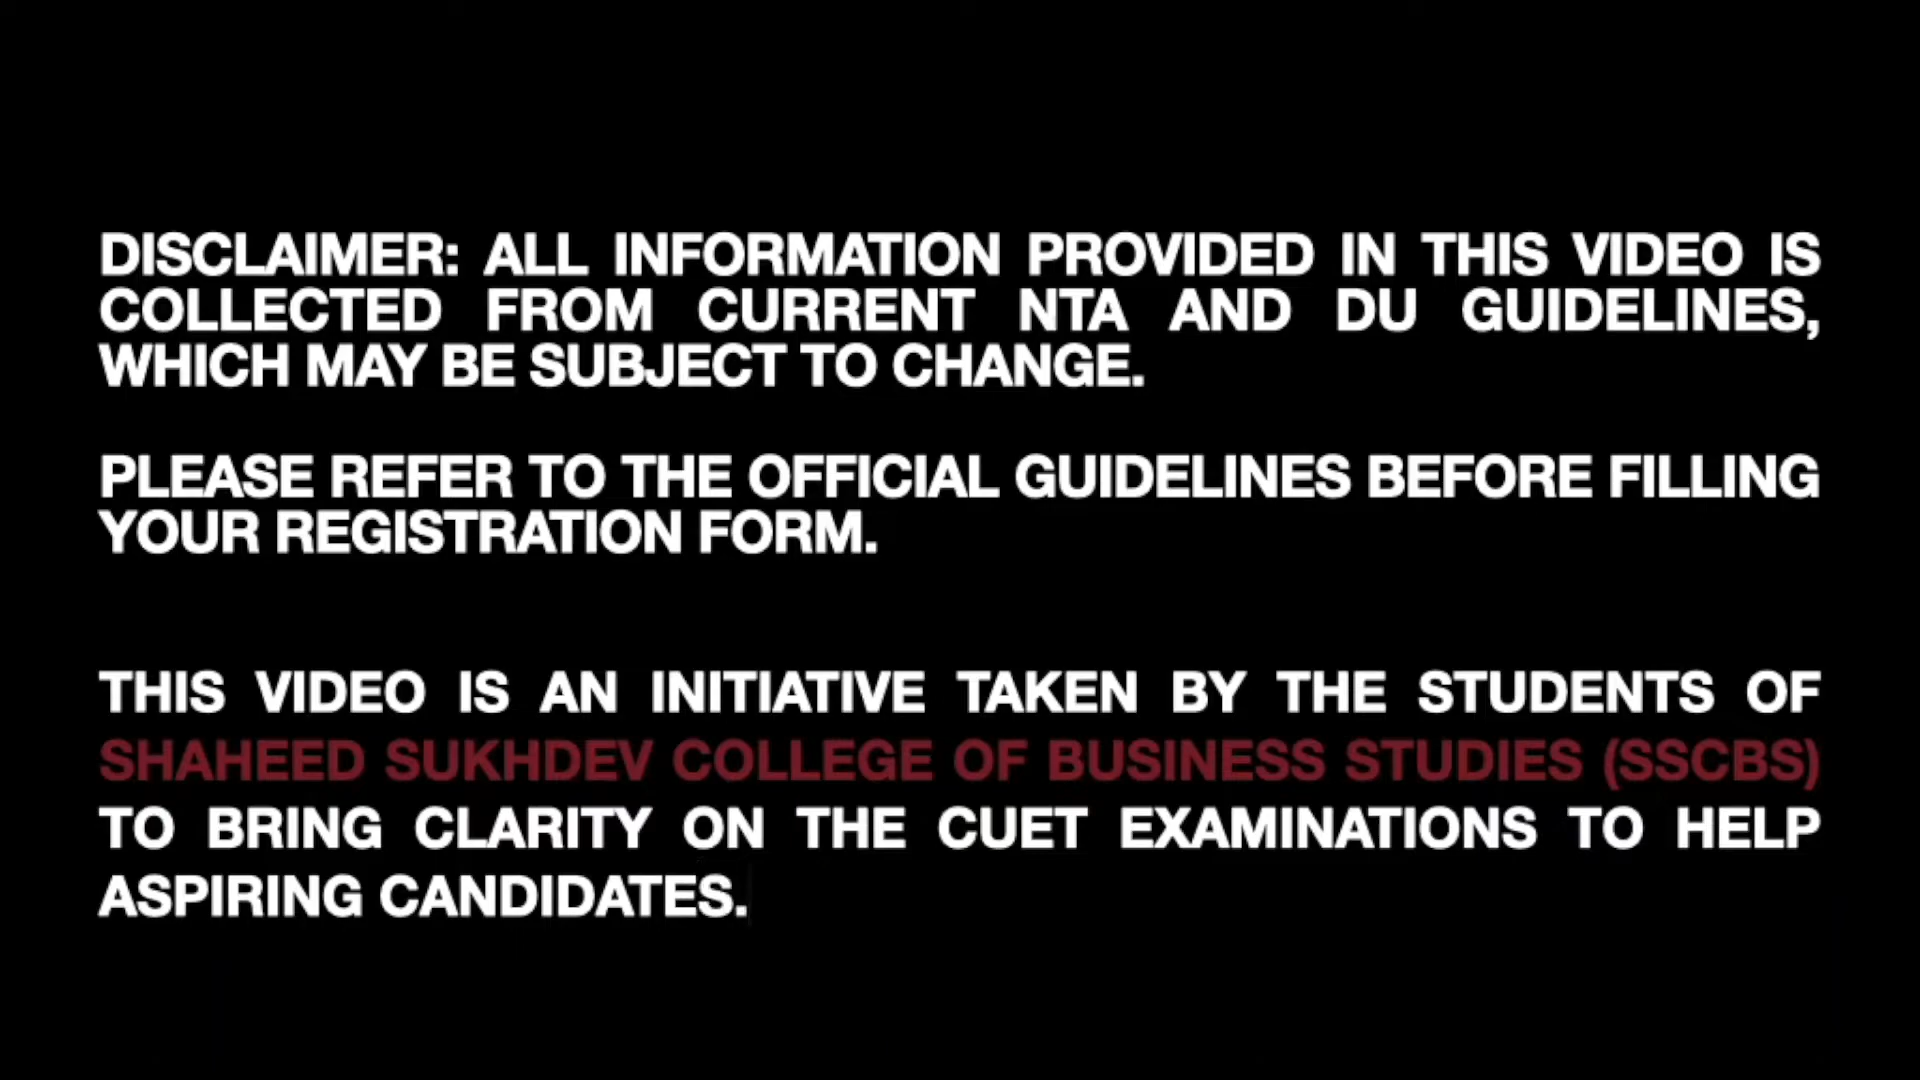 DISCLAIMER: ALL INFORMATION PROVIDED IN THIS VIDEO IS
COLLECTED FROM CURRENT NTA AND DU GUIDELINES,
WHICH MAY BE SUBJECT TO CHANGE.
PLEASE REFER TO THE OFFICIAL GUIDELINES BEFORE FILLING
YOUR REGISTRATION FORM.
THIS VIDEO IS AN INITIATIVE TAKEN BY THE STUDENTS OF
SHAHEED SUKHDEV COLLEGE OF BUSINESS STUDIES (SSCBS)
TO BRING CLARITY ON THE CUET EXAMINATIONS TO HELP
ASPIRING CANDIDATES.